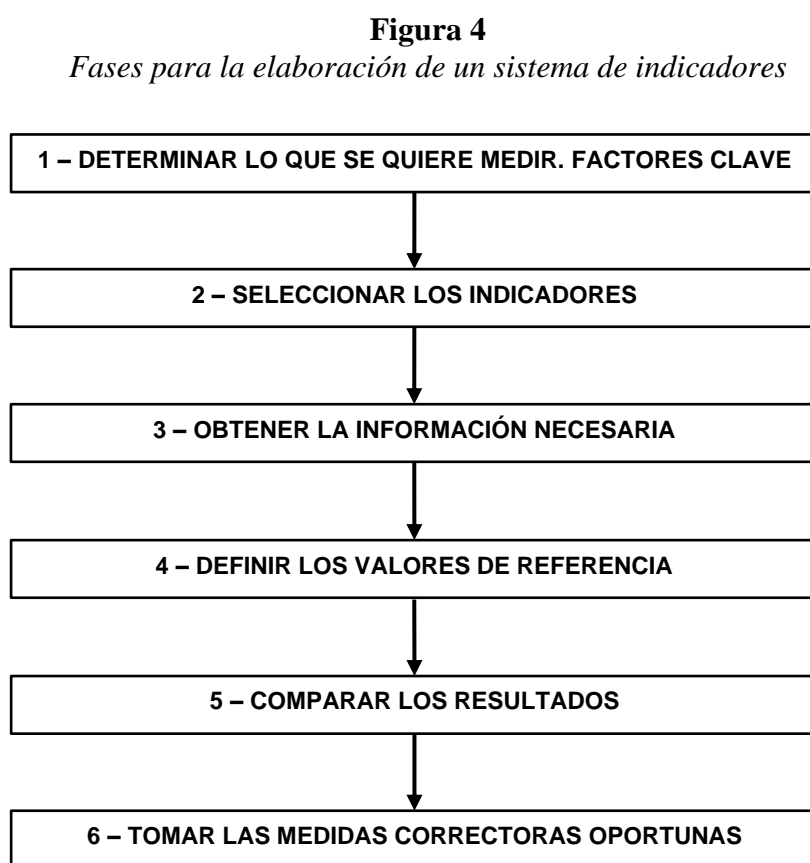 Figura 4
Fases para la elaboración de un sistema de indicadores
1 – DETERMINAR LO QUE SE QUIERE MEDIR. FACTORES CLAVE
2 – SELECCIONAR LOS INDICADORES
3 – OBTENER LA INFORMACIÓN NECESARIA
4 – DEFINIR LOS VALORES DE REFERENCIA
5 – COMPARAR LOS RESULTADOS
6 – TOMAR LAS MEDIDAS CORRECTORAS OPORTUNAS